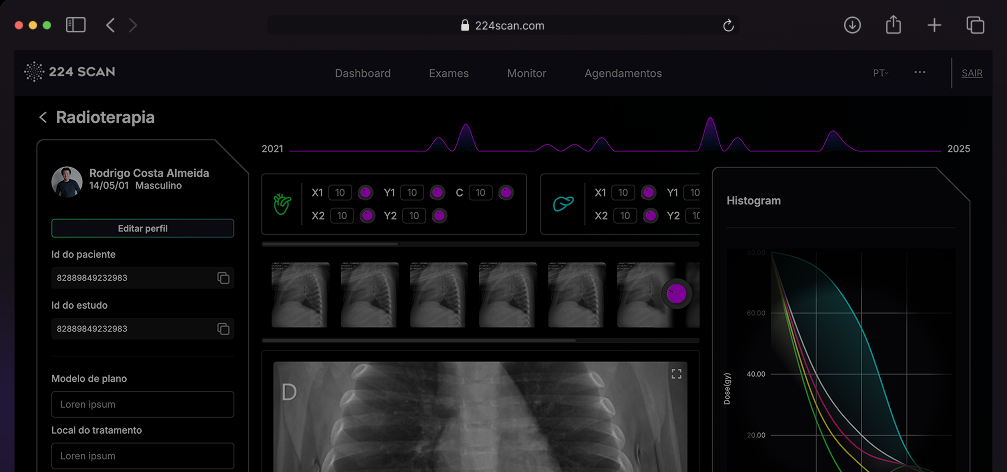 224scan.com
224 SCAN
Dashboard Exames Monitor Agendamentos PT SAIR
Radioterapia
2021 2025
Rodrigo Costa Almeida
14/05/01 Masculino
Editar perfil
Id do paciente
82889849232983
Id do estudo
82889849232983
Modelo de plano
Loren ipsum
Local do tratamento
Loren ipsum
X1 10 Y1 10 C 10
X2 10 Y2 10
X1 10 Y1 10
X2 10 Y2 10
D
Histogram
80.00
60.00
40.00
20.00
Dose(gy)